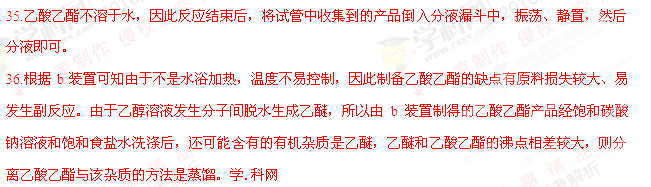 35.乙酸乙酯不溶于水，因此反应结束后，将试管中收集到的产品倒入分液漏斗中，振荡、静置，然后
分液即可。
36.根据 b 装置可知由于不是水浴加热，温度不易控制，因此制备乙酸乙酯的缺点有原料损失较大、易
发生副反应。由于乙醇溶液发生分子间脱水生成乙醚，所以由 b 装置制得的乙酸乙酯产品经饱和碳酸
钠溶液和饱和食盐水洗涤后，还可能含有的有机杂质是乙醚，乙醚和乙酸乙酯的沸点相差较大，则分
离乙酸乙酯与该杂质的方法是蒸馏。学.科网